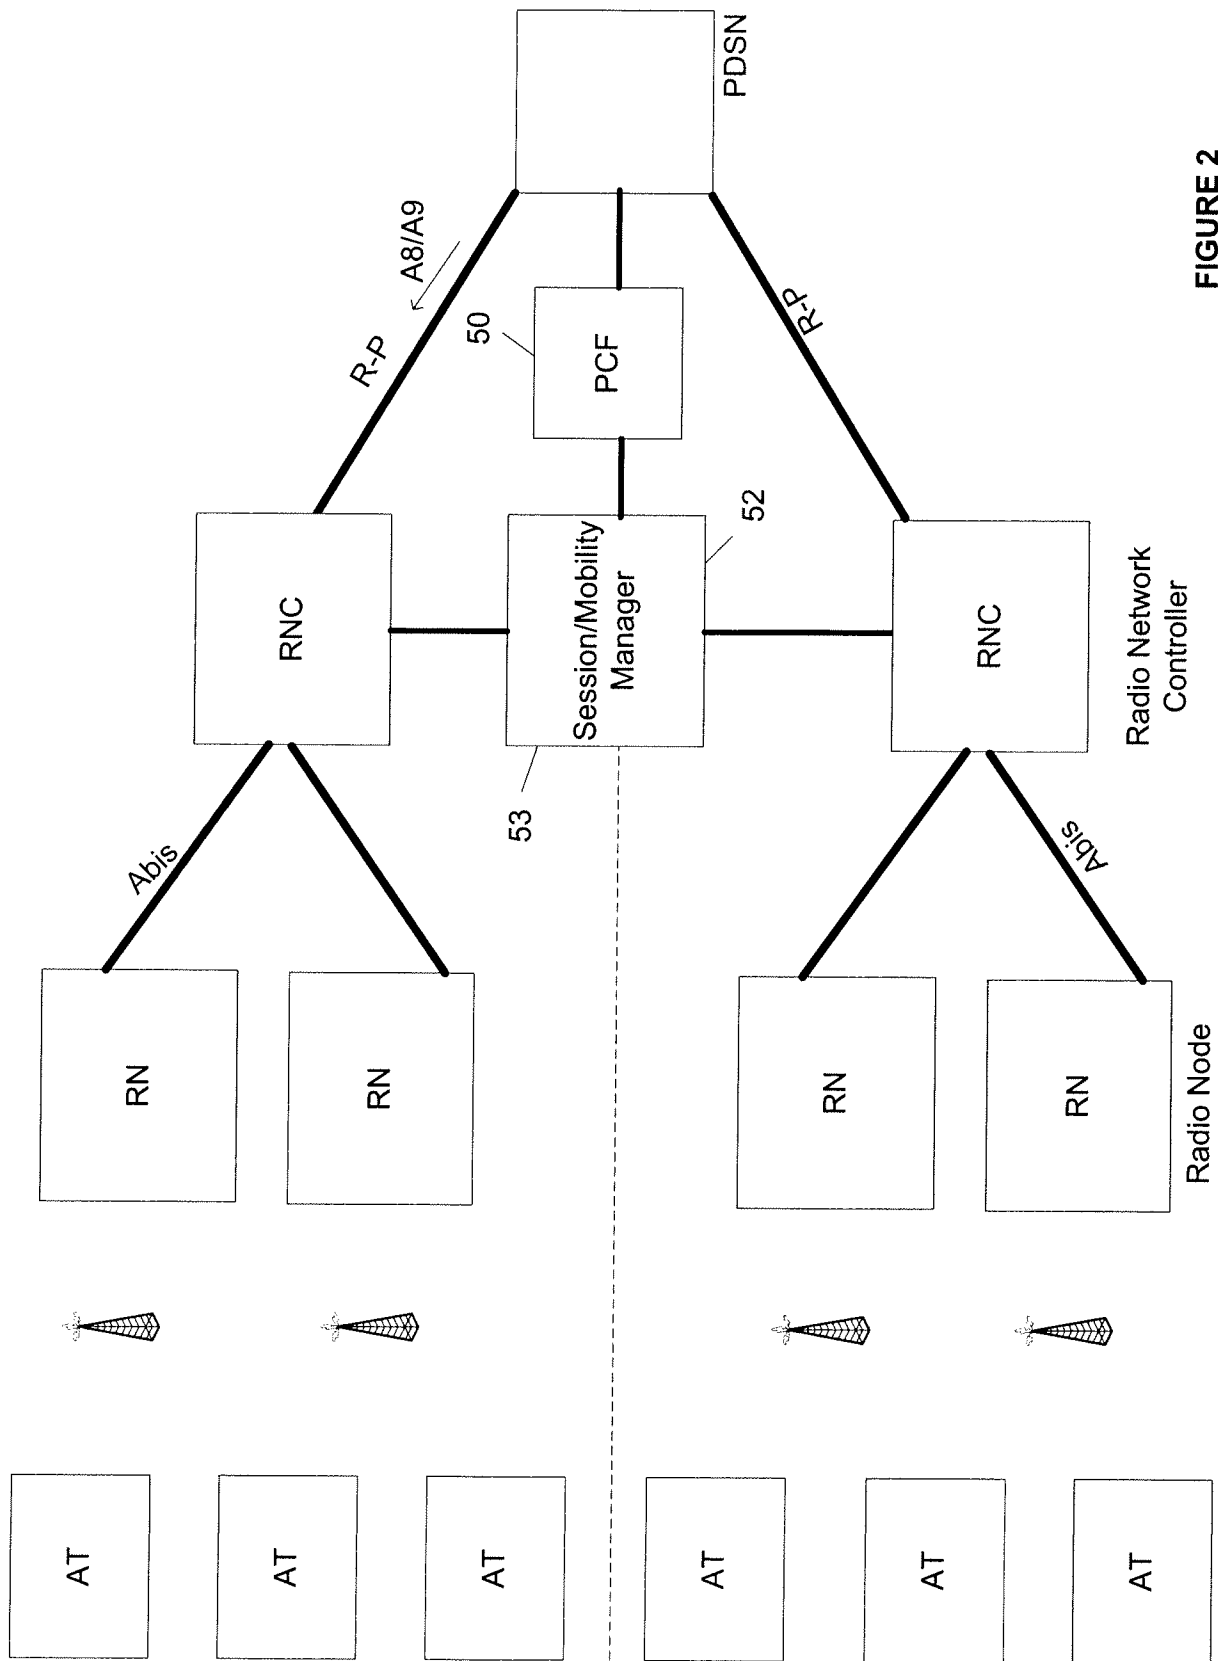 AT
AT
AT
AT
AT
AT
RN
RN
RN
RN
Radio Node
Abis
Abis
RNC
53
Session/Mobility
Manager
52
RNC
Radio Network
Controller
R-P
A8/A9
50
PCF
R-P
PDSN
FIGURE 2